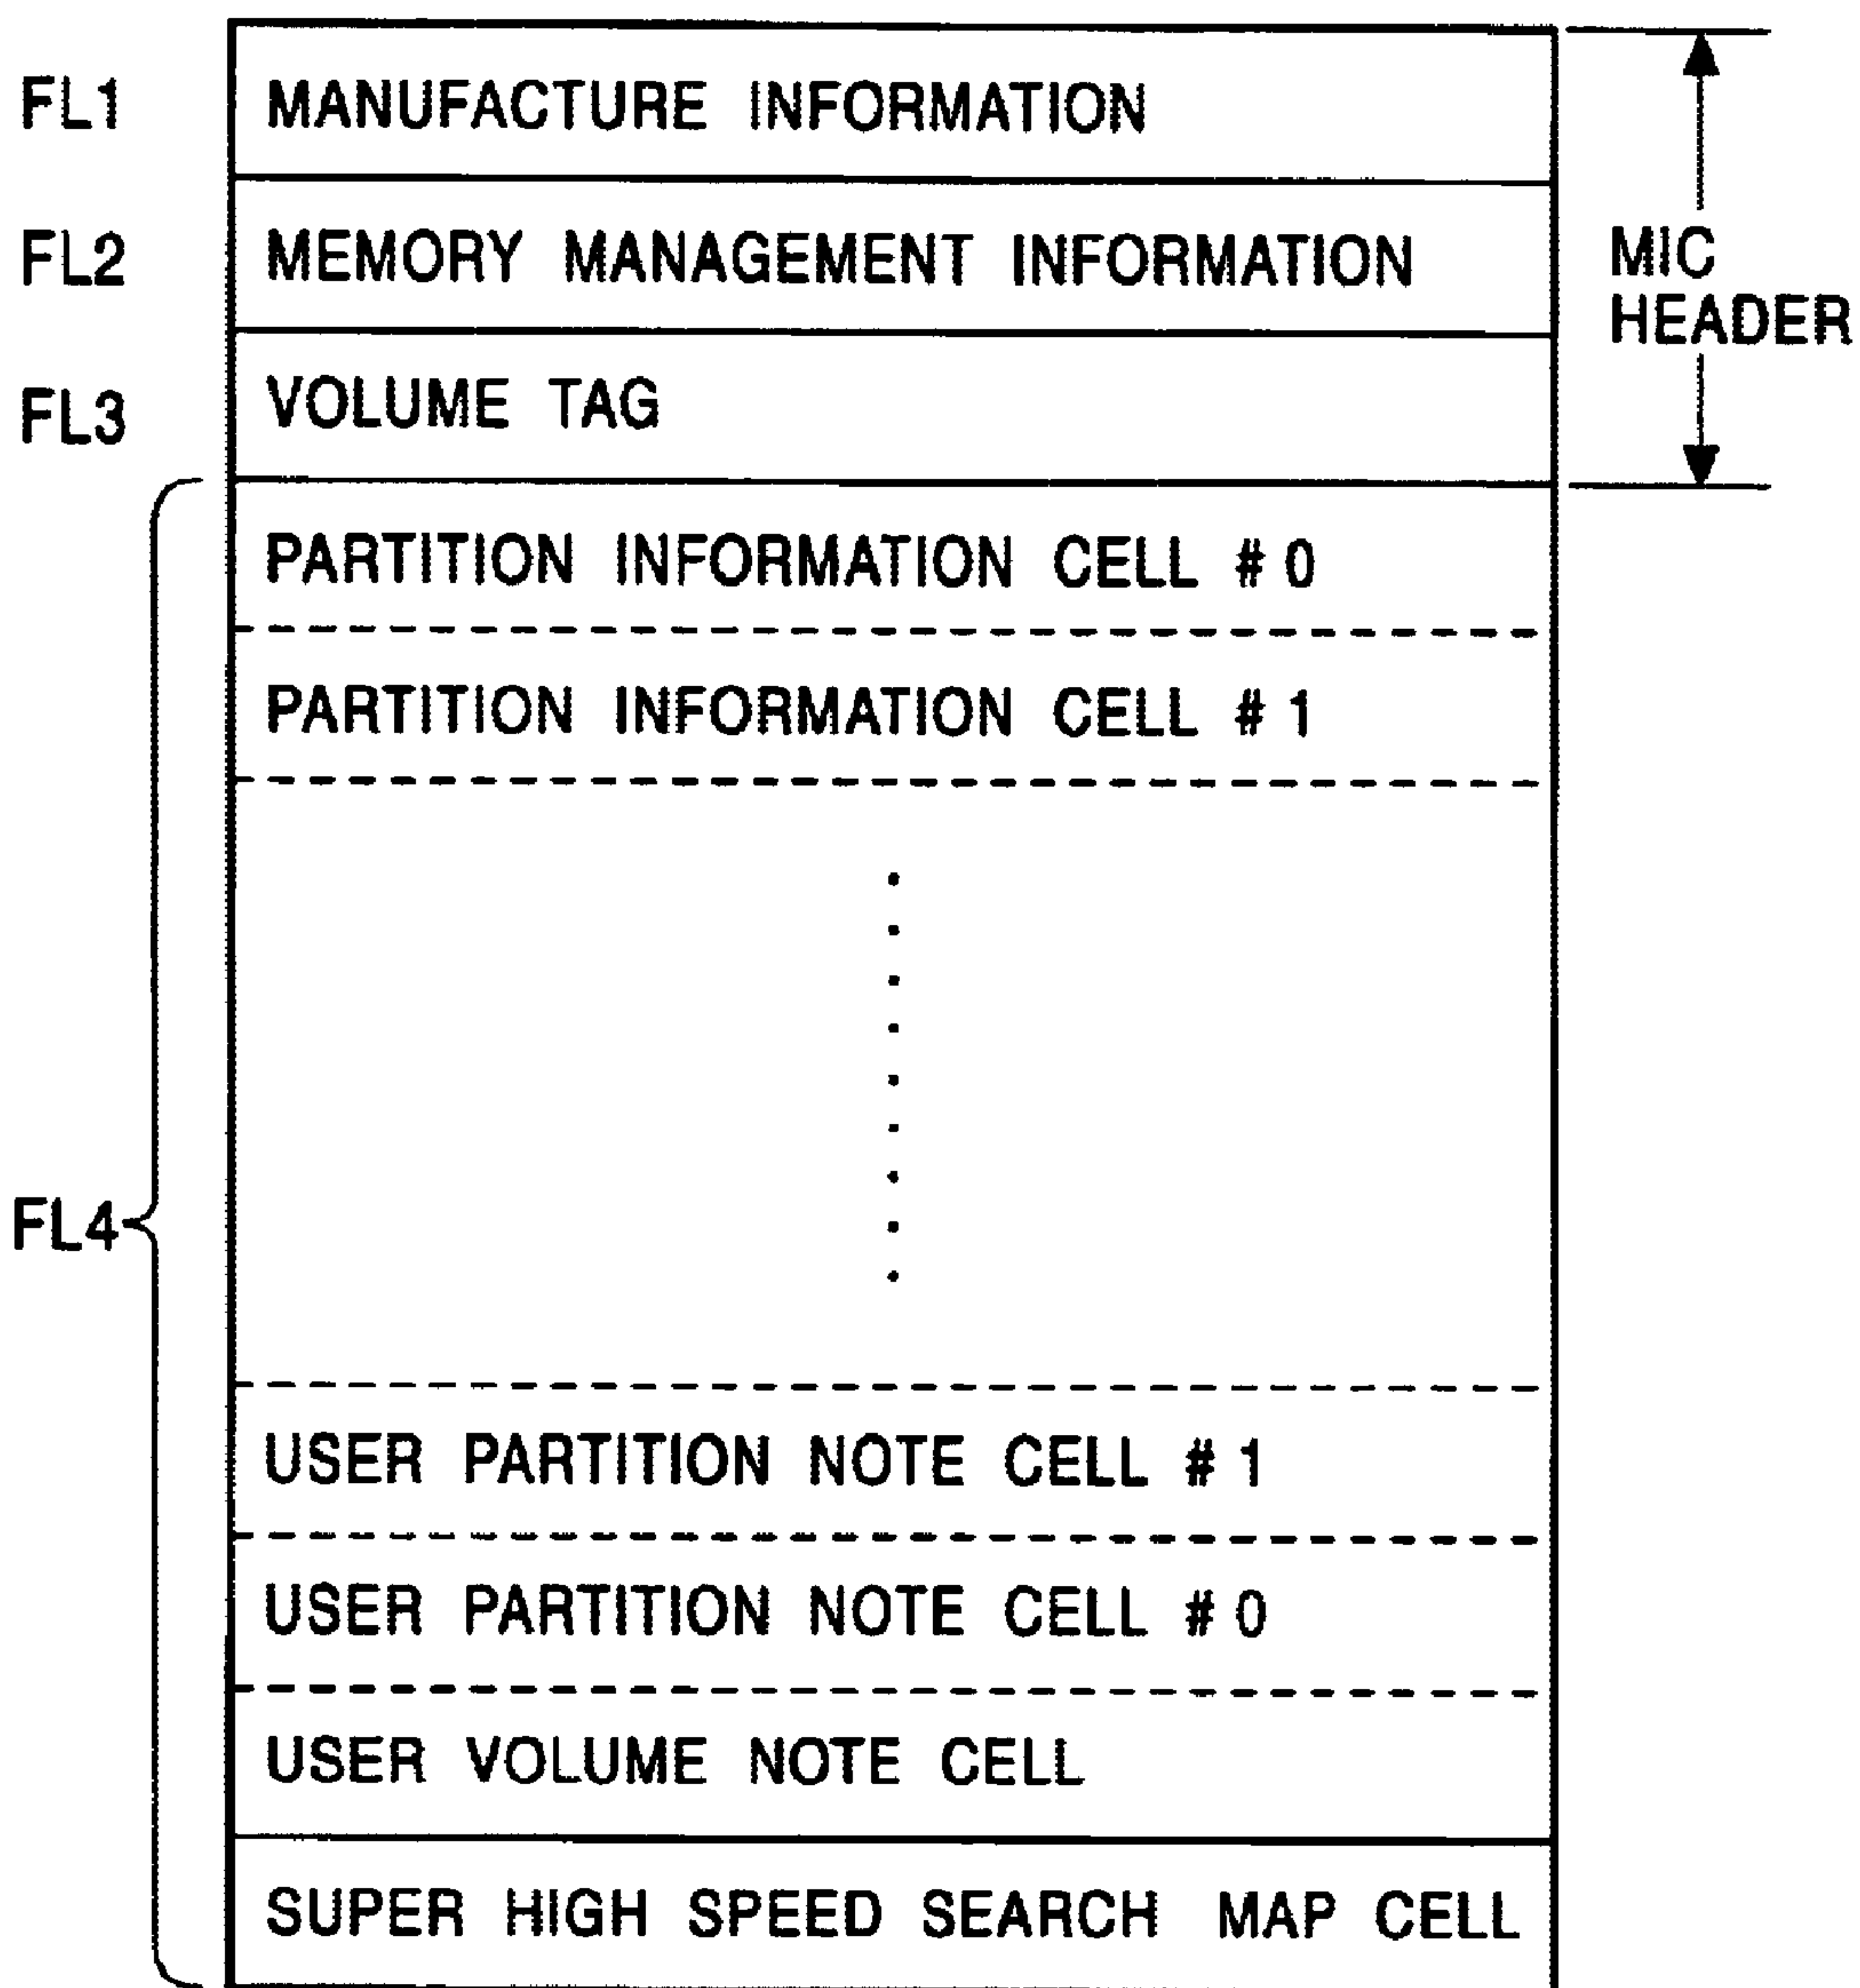 FL1 MANUFACTURE INFORMATION
FL2 MEMORY MANAGEMENT INFORMATION
MIC
HEADER
FL3 VOLUME TAG
PARTITION INFORMATION CELL # 0
PARTITION INFORMATION CELL # 1
FL4
USER PARTITION NOTE CELL # 1
USER PARTITION NOTE CELL # 0
USER VOLUME NOTE CELL
SUPER HIGH SPEED SEARCH MAP CELL